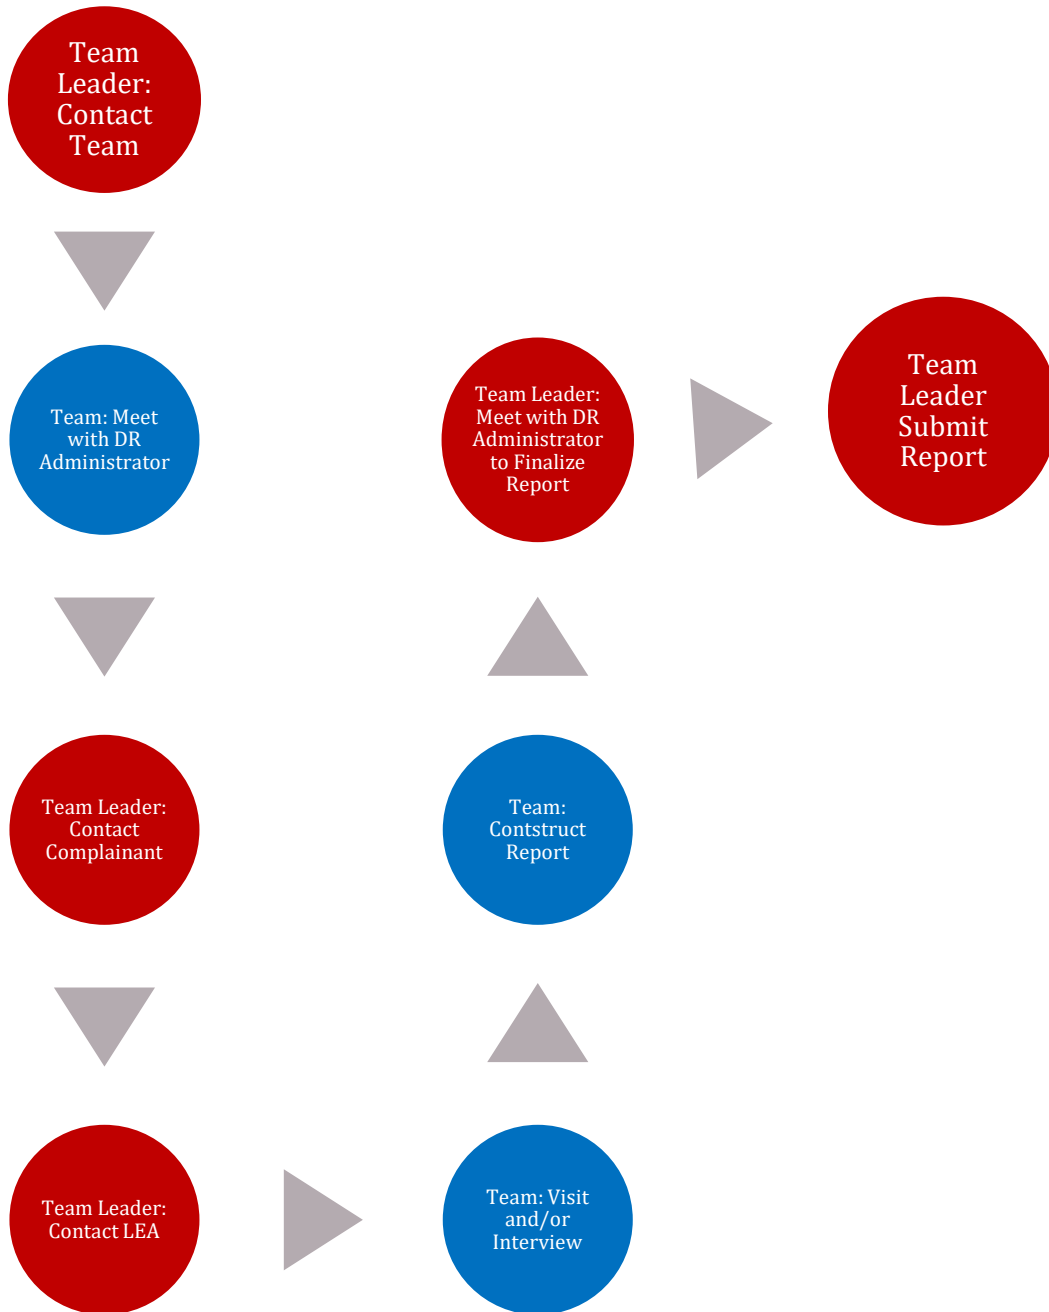 Team
Leader:
Contact
Team
Team: Meet
with DR
Administrator
Team Leader:
Contact
Complainant
Team Leader:
Contact LEA
Team: Visit
and/or
Interview
Team:
Contstruct
Report
Team Leader:
Meet with DR
Administrator
to Finalize
Report
Team
Leader
Submit
Report